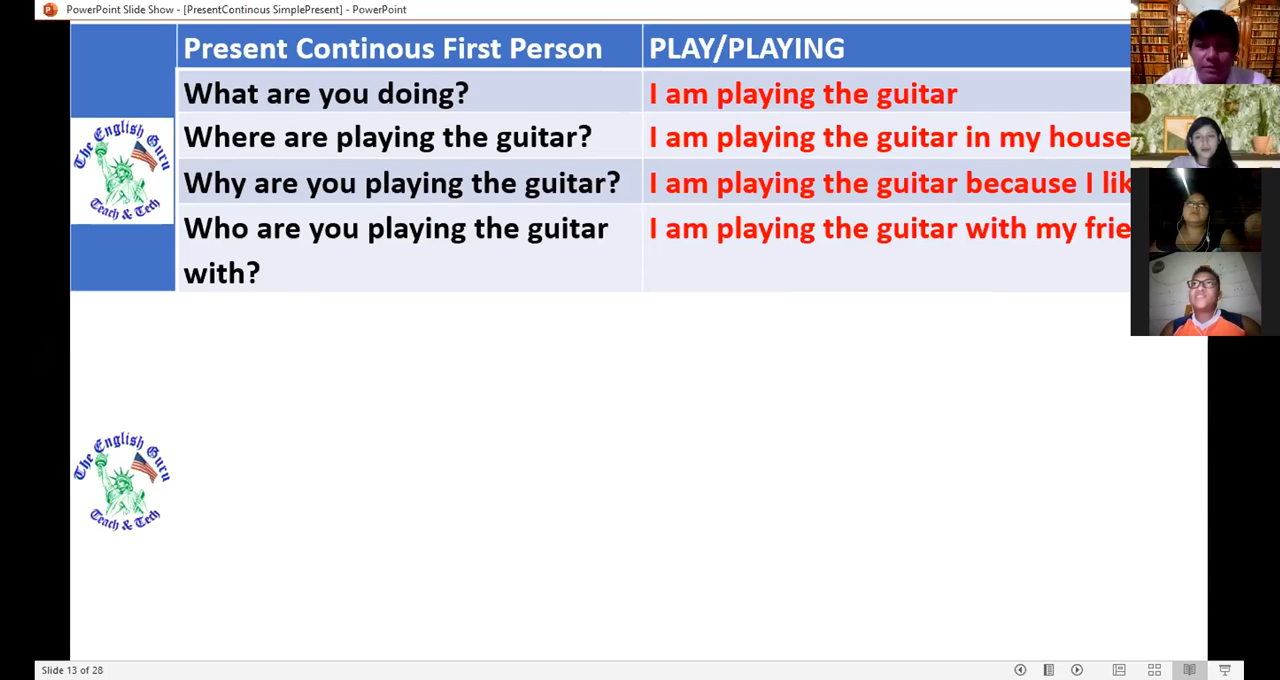 PowerPoint Slide Show - [PresentContinous SimplePresent] - PowerPoint
Present Continous First Person
PLAY/PLAYING
What are you doing?
I am playing the guitar
Where are playing the guitar?
I am playing the guitar in my house
Why are you playing the guitar?
I am playing the guitar because I lik
Who are you playing the guitar
with?
I am playing the guitar with my frie
The English Guru
Teach & Tech
The English Guru
Teach & Tech
Slide 13 of 28